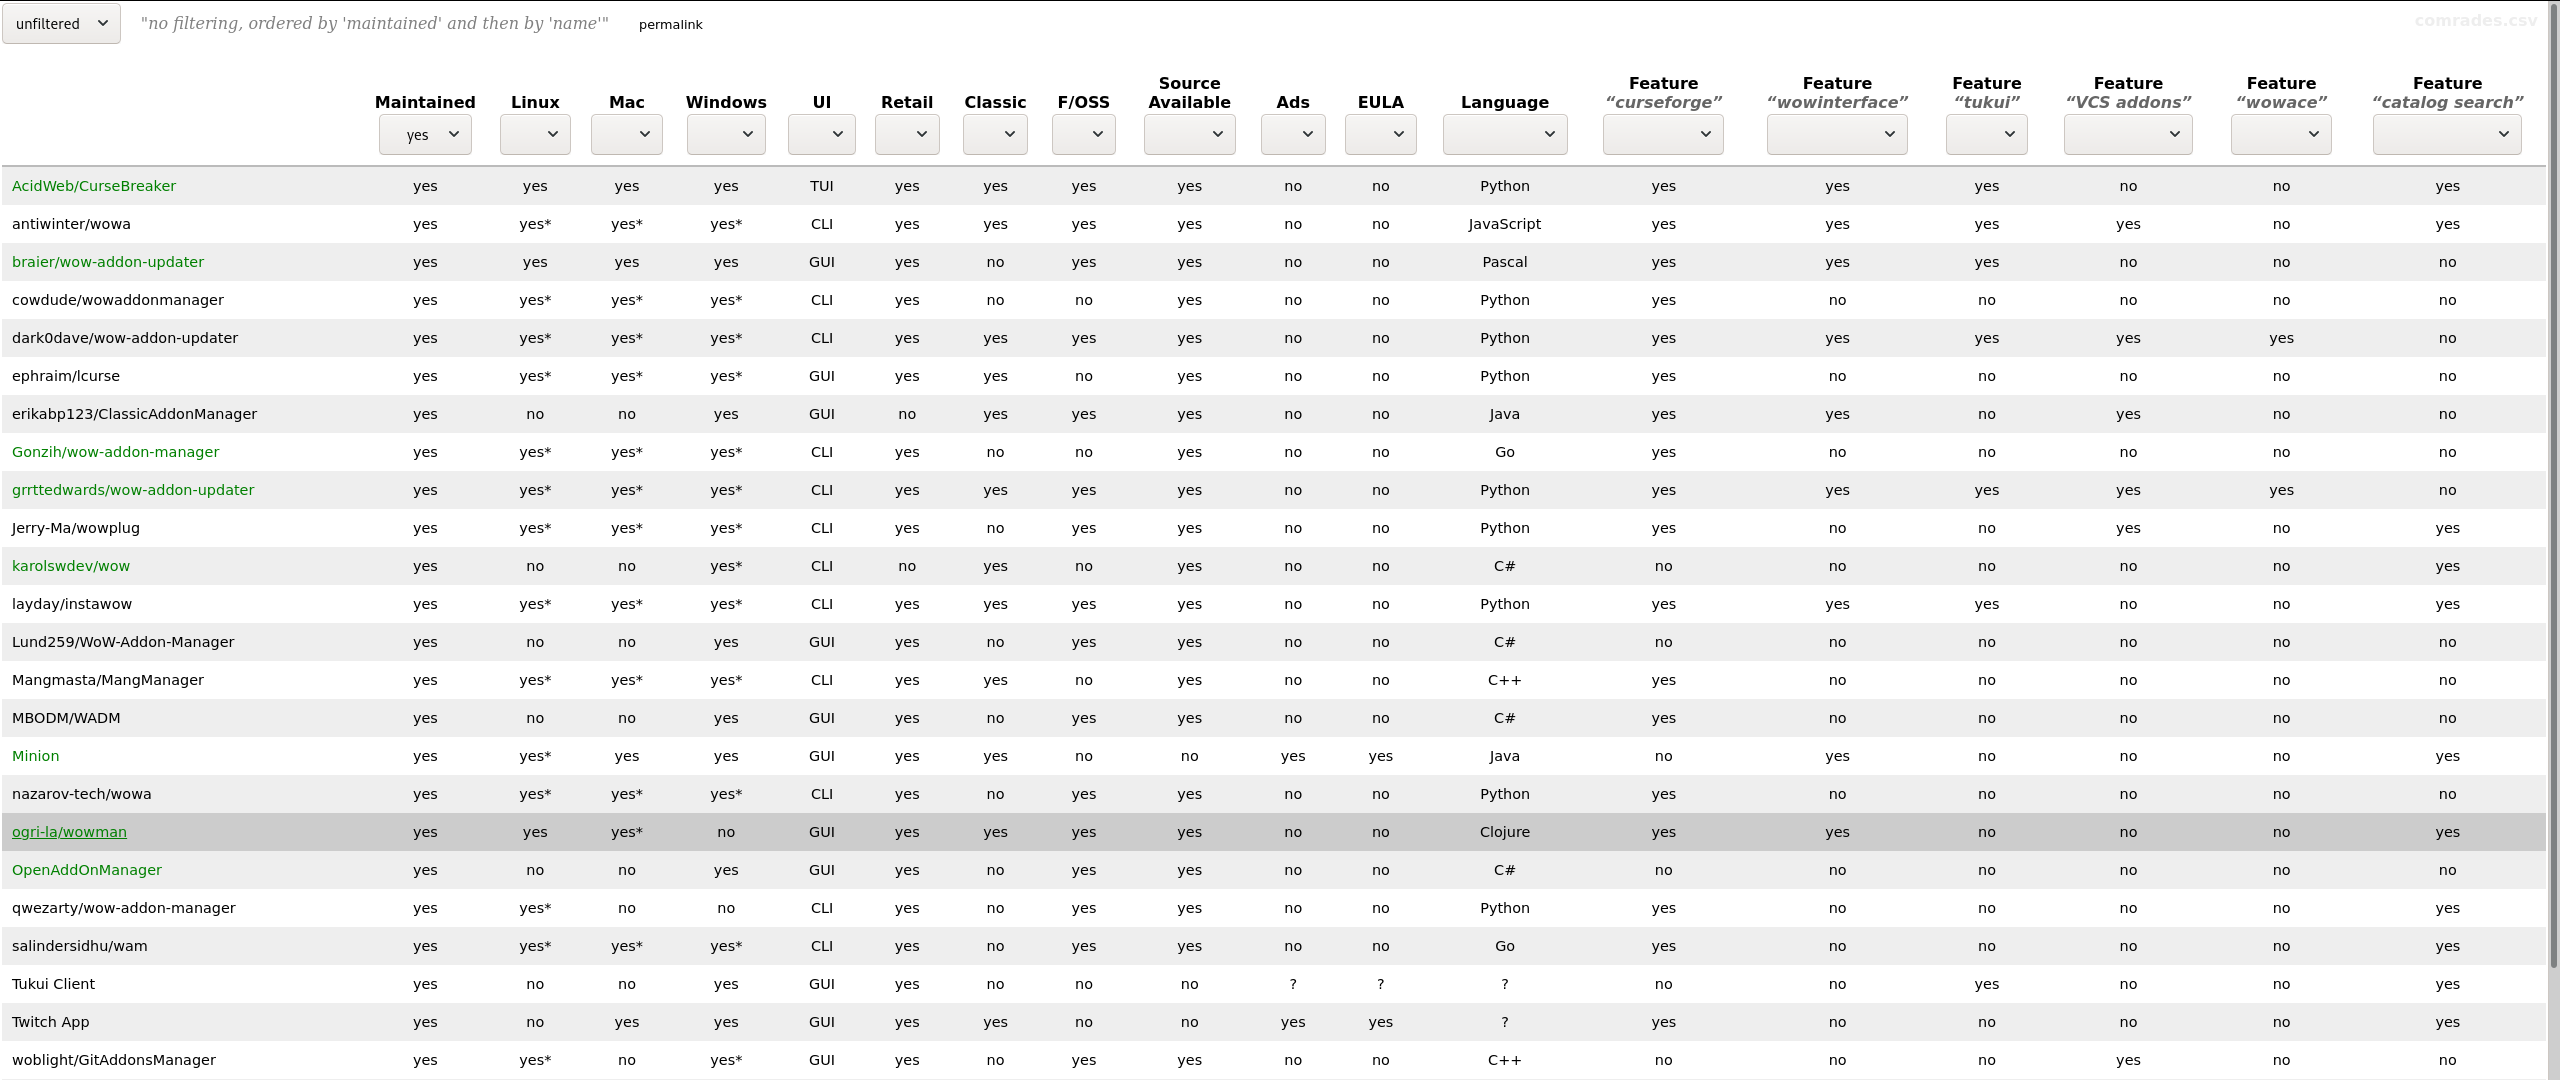 unfiltered "no filtering, ordered by 'maintained' and then by 'name'" permalink comrades.csv
Source Feature Feature Feature Feature Feature Feature
Maintained Linux Mac Windows UI Retail Classic F/OSS Available Ads EULA Language “curseforge” “wowinterface” “tukui” “VCS addons” “wowace” “catalog search”
yes
AcidWeb/CurseBreaker yes yes yes yes TUI yes yes yes yes no no Python yes yes yes no no yes
antiwinter/wowa yes yes* yes* yes* CLI yes yes yes yes no no JavaScript yes yes yes yes no yes
braier/wow-addon-updater yes yes yes yes GUI yes no yes yes no no Pascal yes yes yes no no no
cowdude/wowaddonmanager yes yes* yes* yes* CLI yes no no yes no no Python yes no no no no no
dark0dave/wow-addon-updater yes yes* yes* yes* CLI yes yes yes yes no no Python yes yes yes yes yes no
ephraim/lcurse yes yes* yes* yes* GUI yes yes no yes no no Python yes no no no no no
erikabp123/ClassicAddonManager yes no no yes GUI no yes yes yes no no Java yes yes no yes no no
Gonzih/wow-addon-manager yes yes* yes* yes* CLI yes no no yes no no Go yes no no no no no
grrttedwards/wow-addon-updater yes yes* yes* yes* CLI yes yes yes yes no no Python yes yes yes yes yes no
Jerry-Ma/wowplug yes yes* yes* yes* CLI yes no yes yes no no Python yes no no yes no yes
karolswdev/wow yes no no yes* CLI no yes no yes no no C# no no no no no yes
layday/instawow yes yes* yes* yes* CLI yes yes yes yes no no Python yes yes yes no no yes
Lund259/WoW-Addon-Manager yes no no yes GUI yes no yes yes no no C# no no no no no no
Mangmasta/MangManager yes yes* yes* yes* CLI yes yes no yes no no C++ yes no no no no no
MBODM/WADM yes no no yes GUI yes no yes yes no no C# yes no no no no no
Minion yes yes* yes yes GUI yes yes no no yes yes Java no yes no no no yes
nazarov-tech/wowa yes yes* yes* yes* CLI yes no yes yes no no Python yes no no no no no
ogri-la/wowman yes yes yes* no GUI yes yes yes yes no no Clojure yes yes no no no yes
OpenAddOnManager yes no no yes GUI yes no yes yes no no C# no no no no no no
qwezarty/wow-addon-manager yes yes* no no CLI yes no yes yes no no Python yes no no no no yes
salindersidhu/wam yes yes* yes* yes* CLI yes no yes yes no no Go yes no no no no yes
Tukui Client yes no no yes GUI yes no no no ? ? ? no no yes no no yes
Twitch App yes no yes yes GUI yes yes no no yes yes ? yes no no no no yes
woblight/GitAddonsManager yes yes* no yes* GUI yes no yes yes no no C++ no no no yes no no